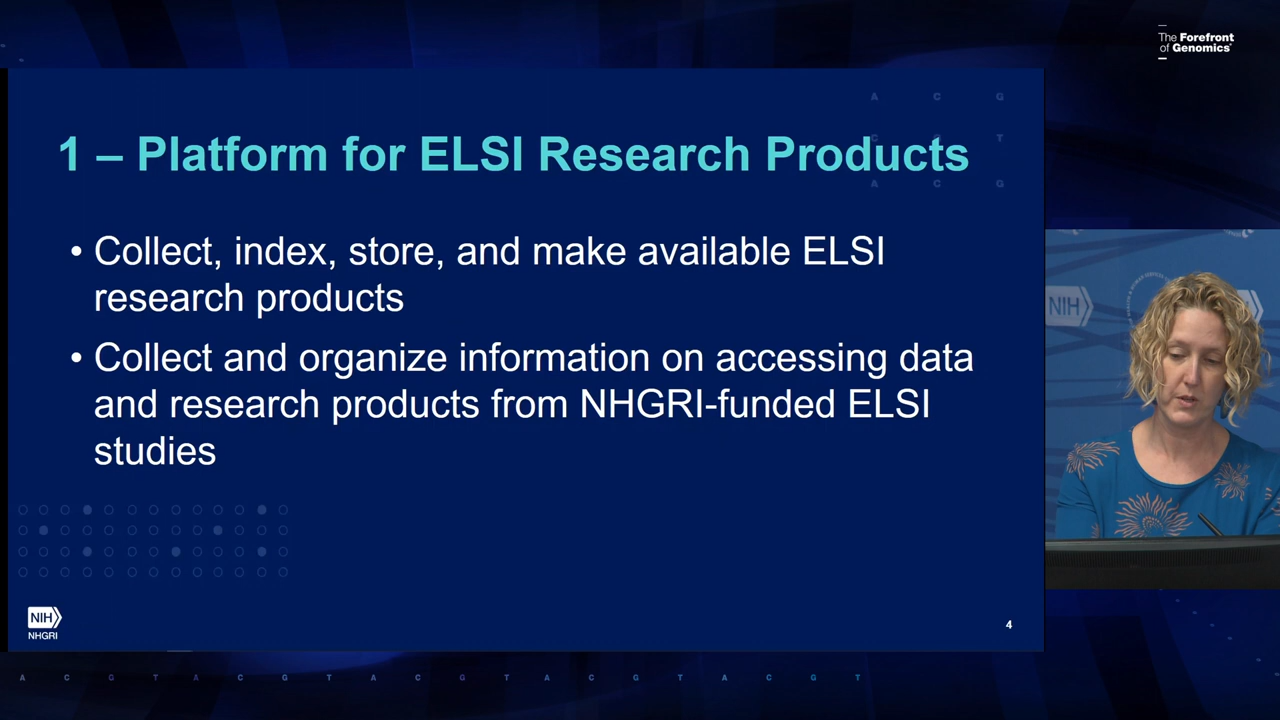 The Forefront
of Genomics
A C G
1 – Platform for ELSI Research Products
C G T
A C G
• Collect, index, store, and make available ELSI
research products
• Collect and organize information on accessing data
and research products from NHGRI-funded ELSI
studies
NIH
NIH
NHGRI
4
A C G T A C G T A C G T A C G T A C G T